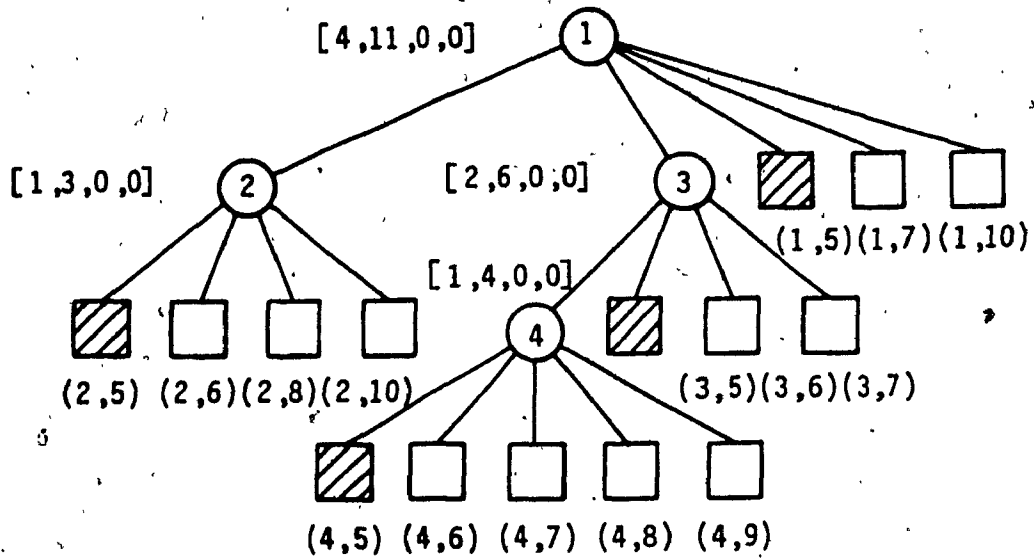 [4,11,0,0] 1
[1,3,0,0] 2 [2,6,0,0] 3
(1,5)(1,7)(1,10)
[1,4,0,0]
4
(2,5) (2,6)(2,8)(2,10) (3,5)(3,6)(3,7)
(4,5) (4,6) (4,7) (4,8) (4,9)